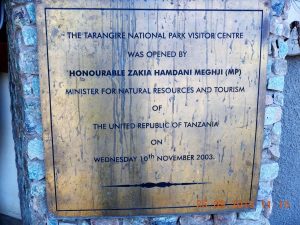 THE TARANGIRE NATIONAL PARK VISITOR CENTRE
WAS OPENED BY
HONOURABLE ZAKIA HAMDANI MEGHJI (MP)
MINISTER FOR NATURAL RESOURCES AND TOURISM
OF
THE UNITED REPUBLIC OF TANZANIA
ON
WEDNESDAY 10th NOVEMBER 2003.